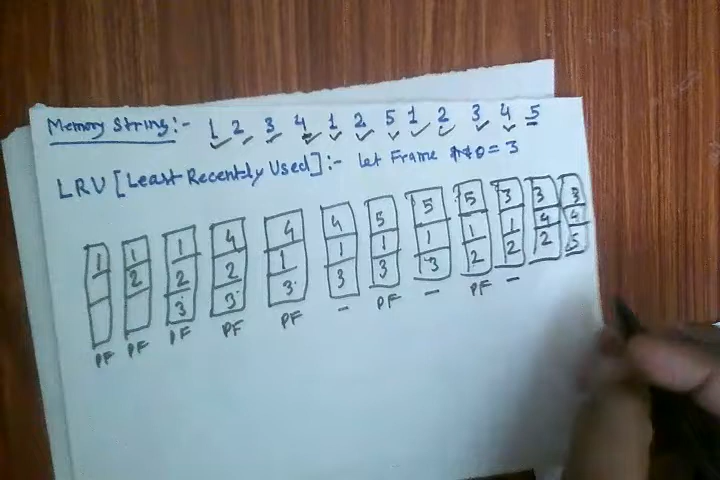 Memory String:- 1 2 3 4 1 2 5 1 2 3 4 5
LRU [Least Recently Used]:- let Frame No = 3
1 1 1 4 4 4 5 5 5 3 3 3
2 2 2 1 1 1 1 1 1 4 4
3 3 3 3 3 3 2 2 2 5
PF PF PF PF PF - PF - PF -